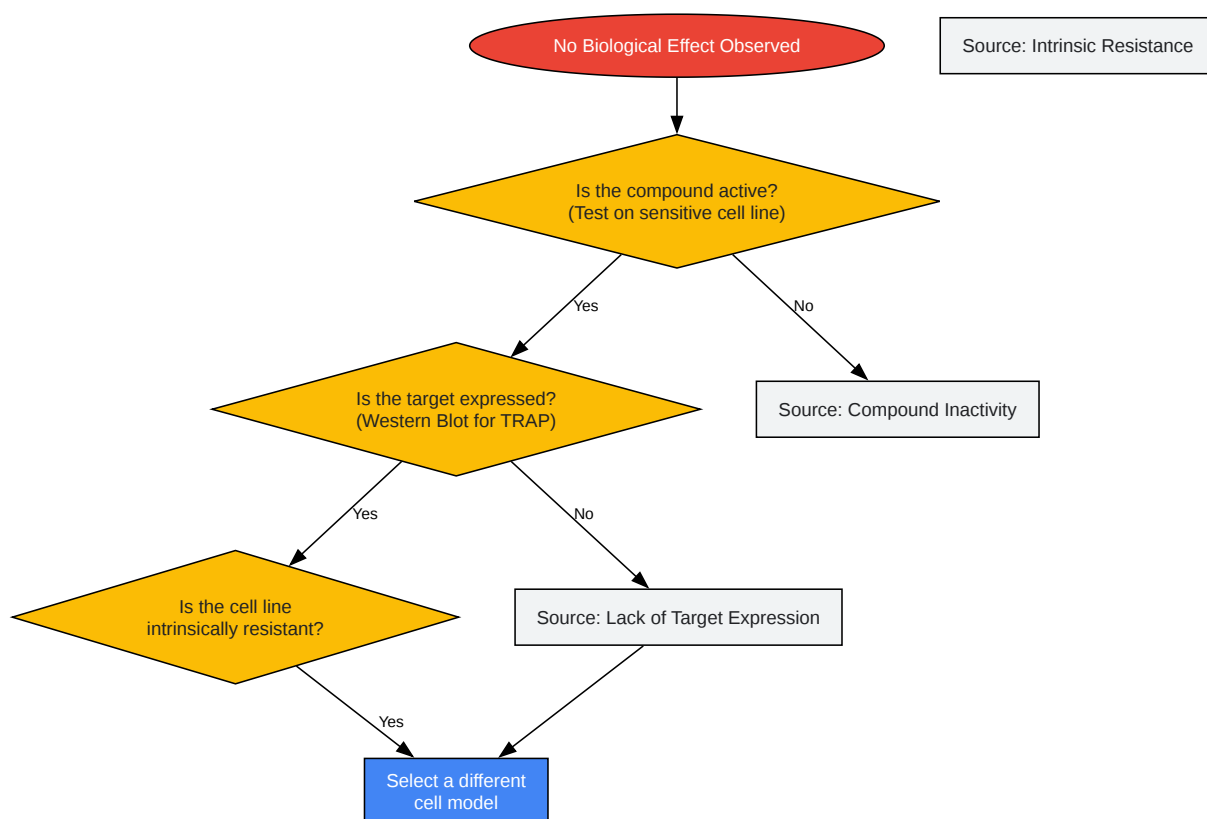 No Biological Effect Observed
Source: Intrinsic Resistance
Is the compound active?
(Test on sensitive cell line)
Yes
No
Is the target expressed?
(Western Blot for TRAP)
Source: Compound Inactivity
Yes
No
Is the cell line
intrinsically resistant?
Source: Lack of Target Expression
Yes
Select a different
cell model